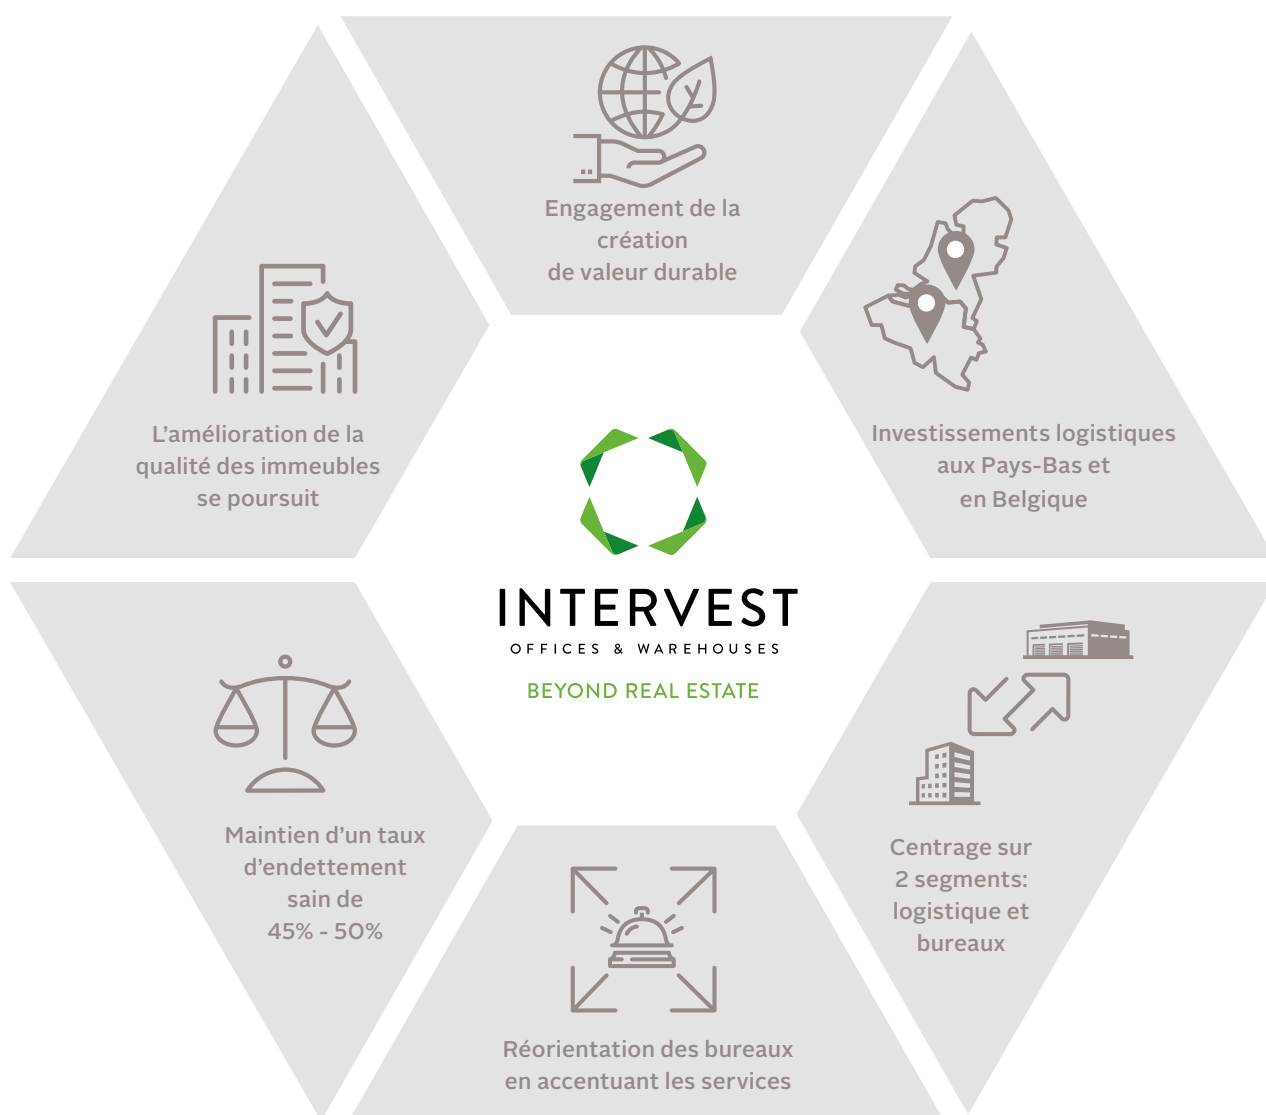 Engagement de la
création
de valeur durable
L’amélioration de la
qualité des immeubles
se poursuit
Investissements logistiques
aux Pays-Bas et
en Belgique
INTERVEST
OFFICES & WAREHOUSES
BEYOND REAL ESTATE
Maintien d’un taux
d’endettement
sain de
45% - 50%
Centrage sur
2 segments:
logistique et
bureaux
Réorientation des bureaux
en accentuant les services